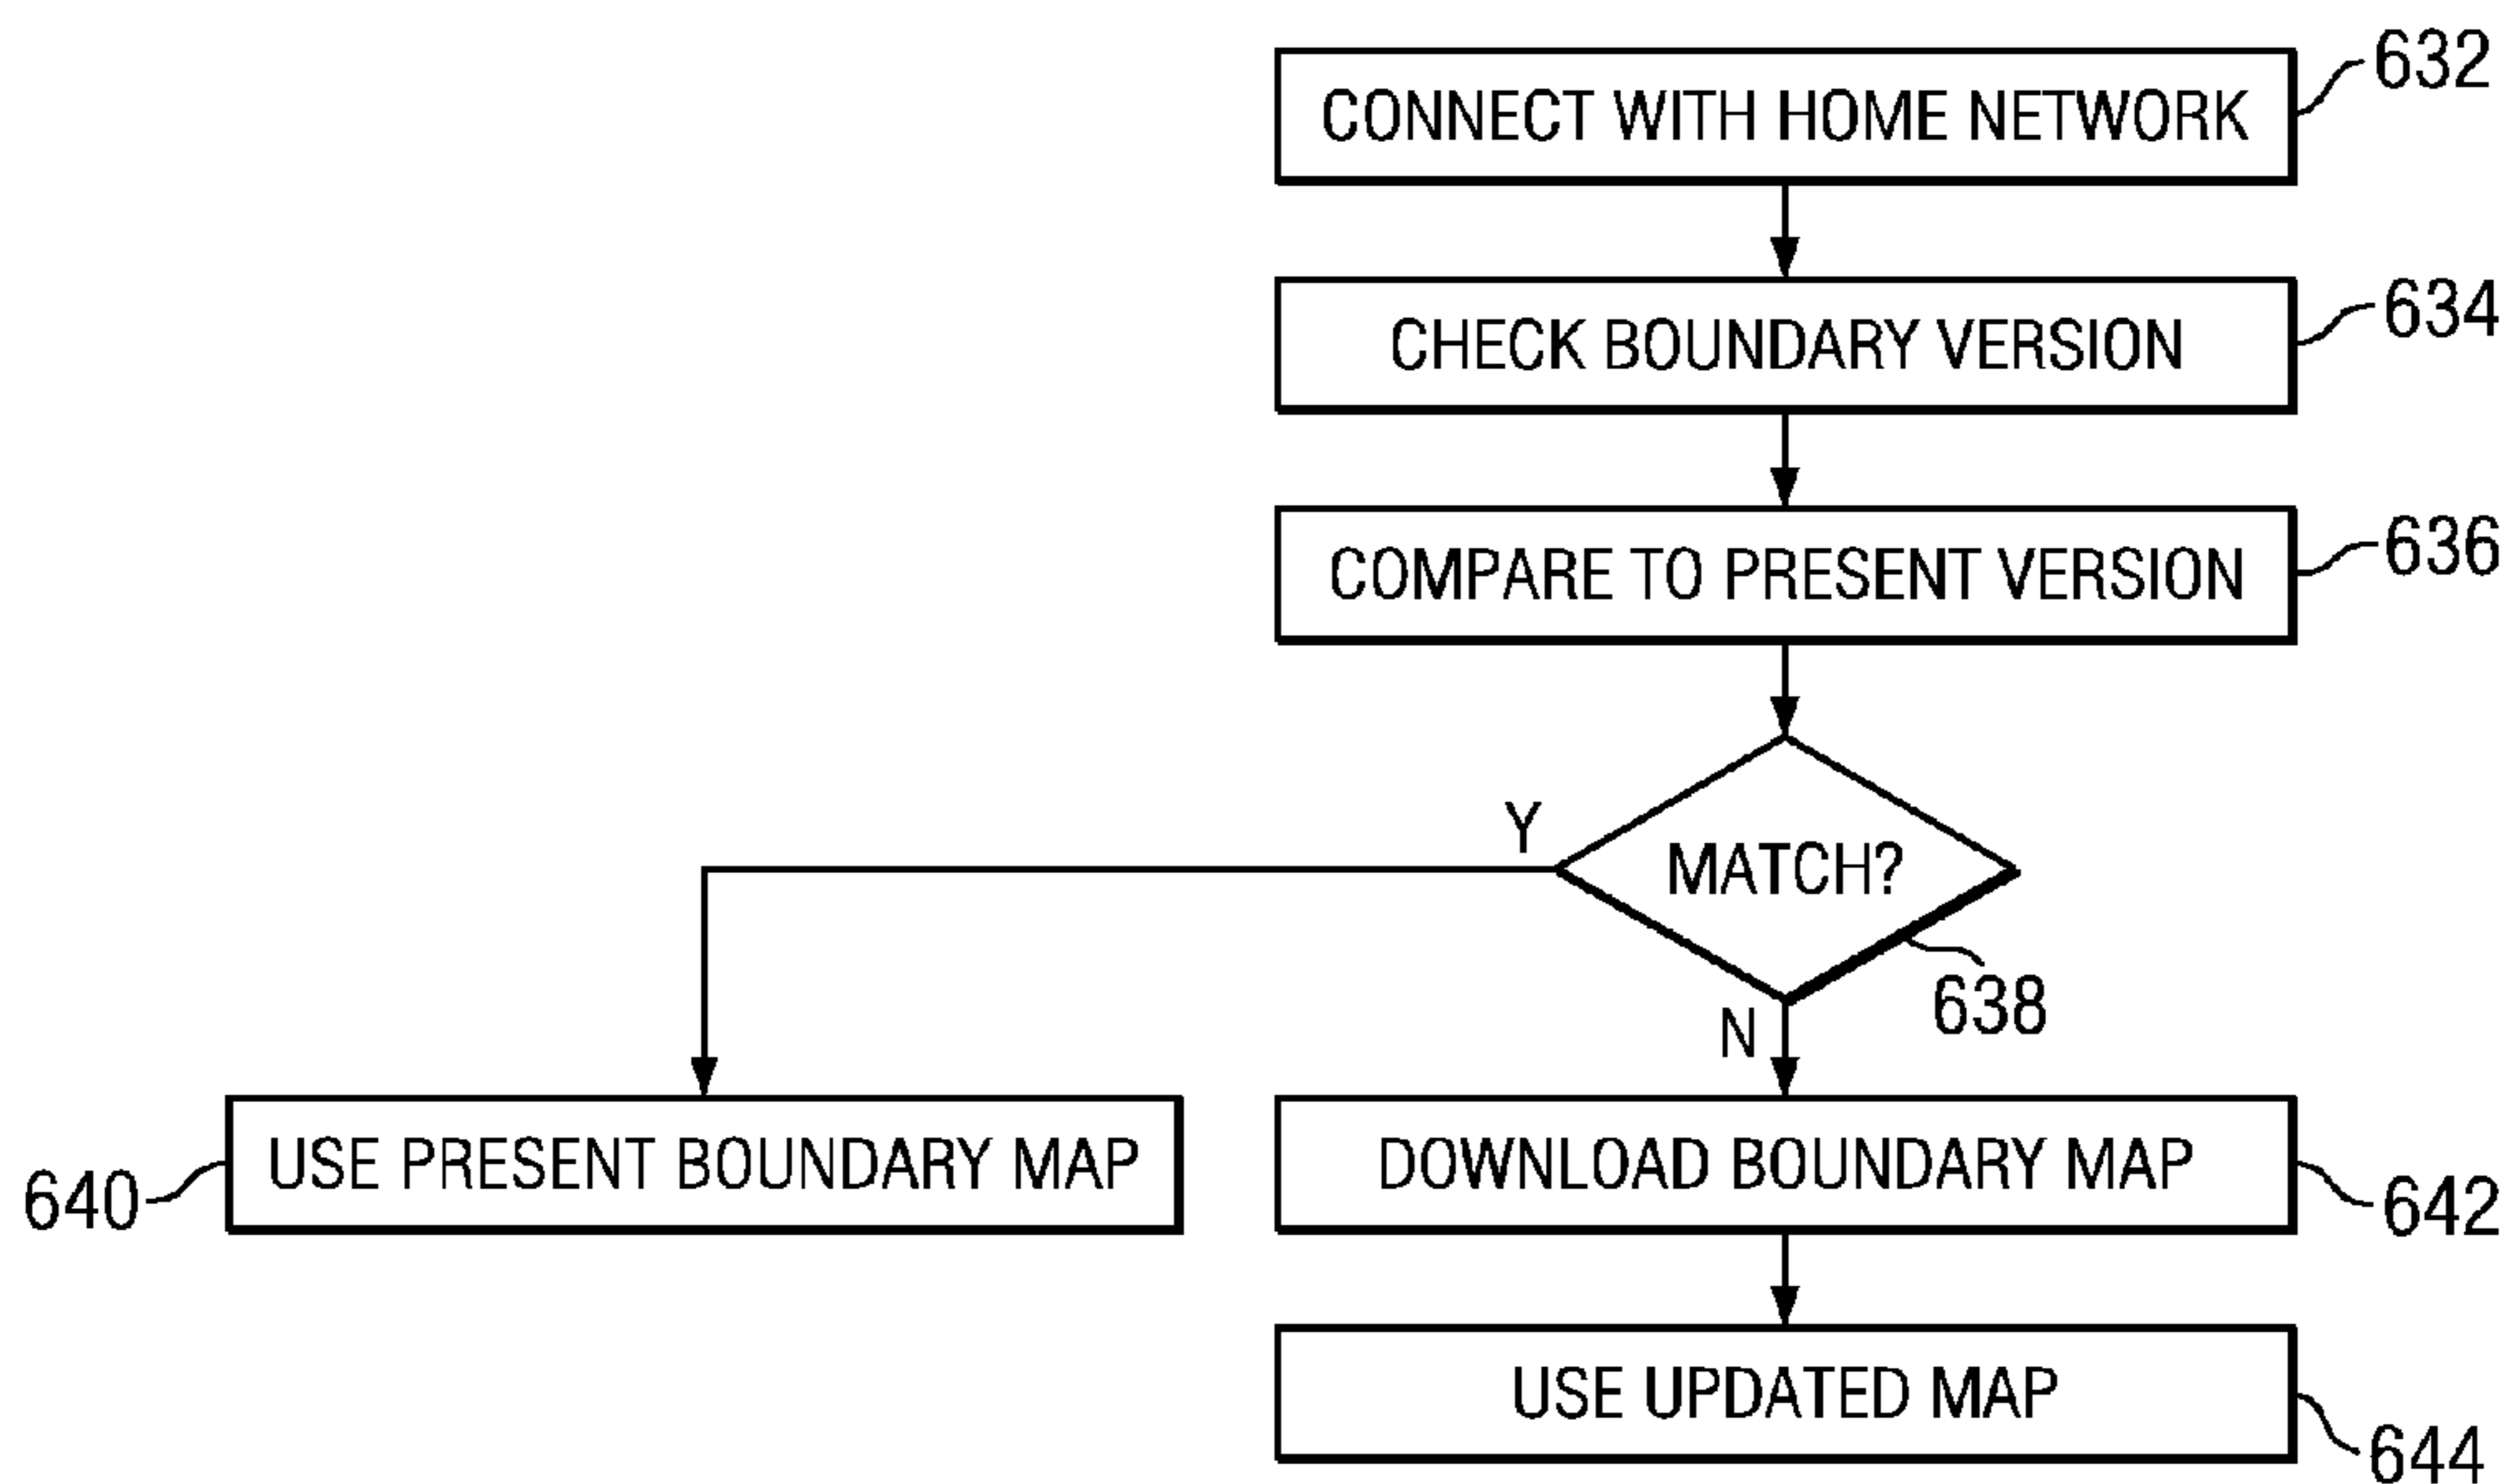 CONNECT WITH HOME NETWORK
632
CHECK BOUNDARY VERSION
634
COMPARE TO PRESENT VERSION
636
Y
MATCH?
638
N
640
USE PRESENT BOUNDARY MAP
DOWNLOAD BOUNDARY MAP
642
USE UPDATED MAP
644